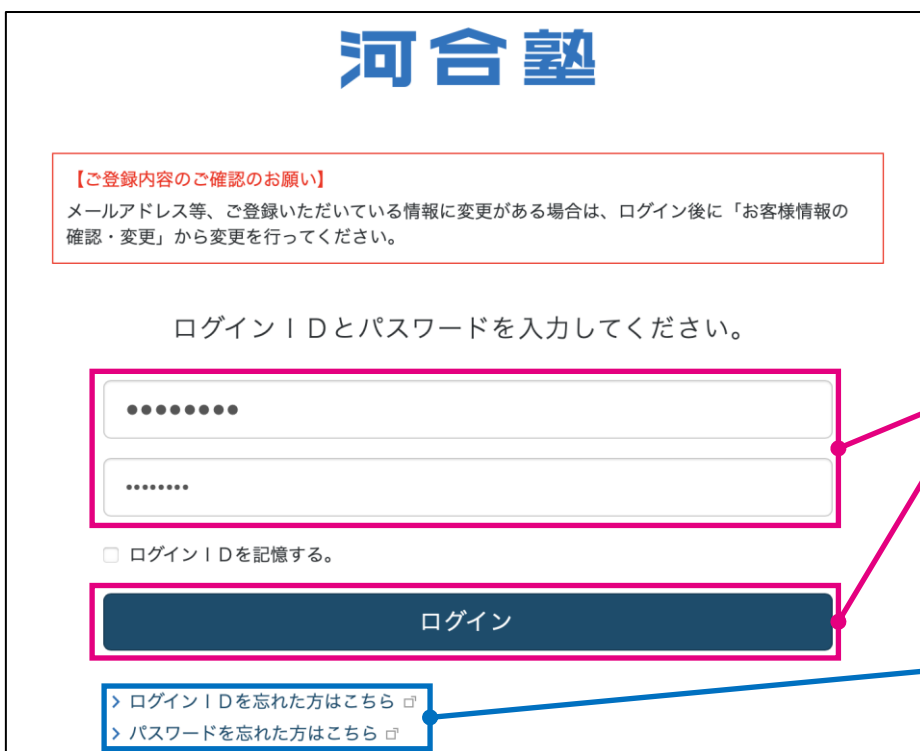 河合塾
【ご登録内容のご確認のお願い】
メールアドレス等、ご登録いただいている情報に変更がある場合は、ログイン後に「お客様情報の
確認・変更」から変更を行ってください。
ログインＩＤとパスワードを入力してください。
●●●●●●●●
••••••••
ログインＩＤを記憶する。
ログイン
> ログインＩＤを忘れた方はこちら
> パスワードを忘れた方はこちら